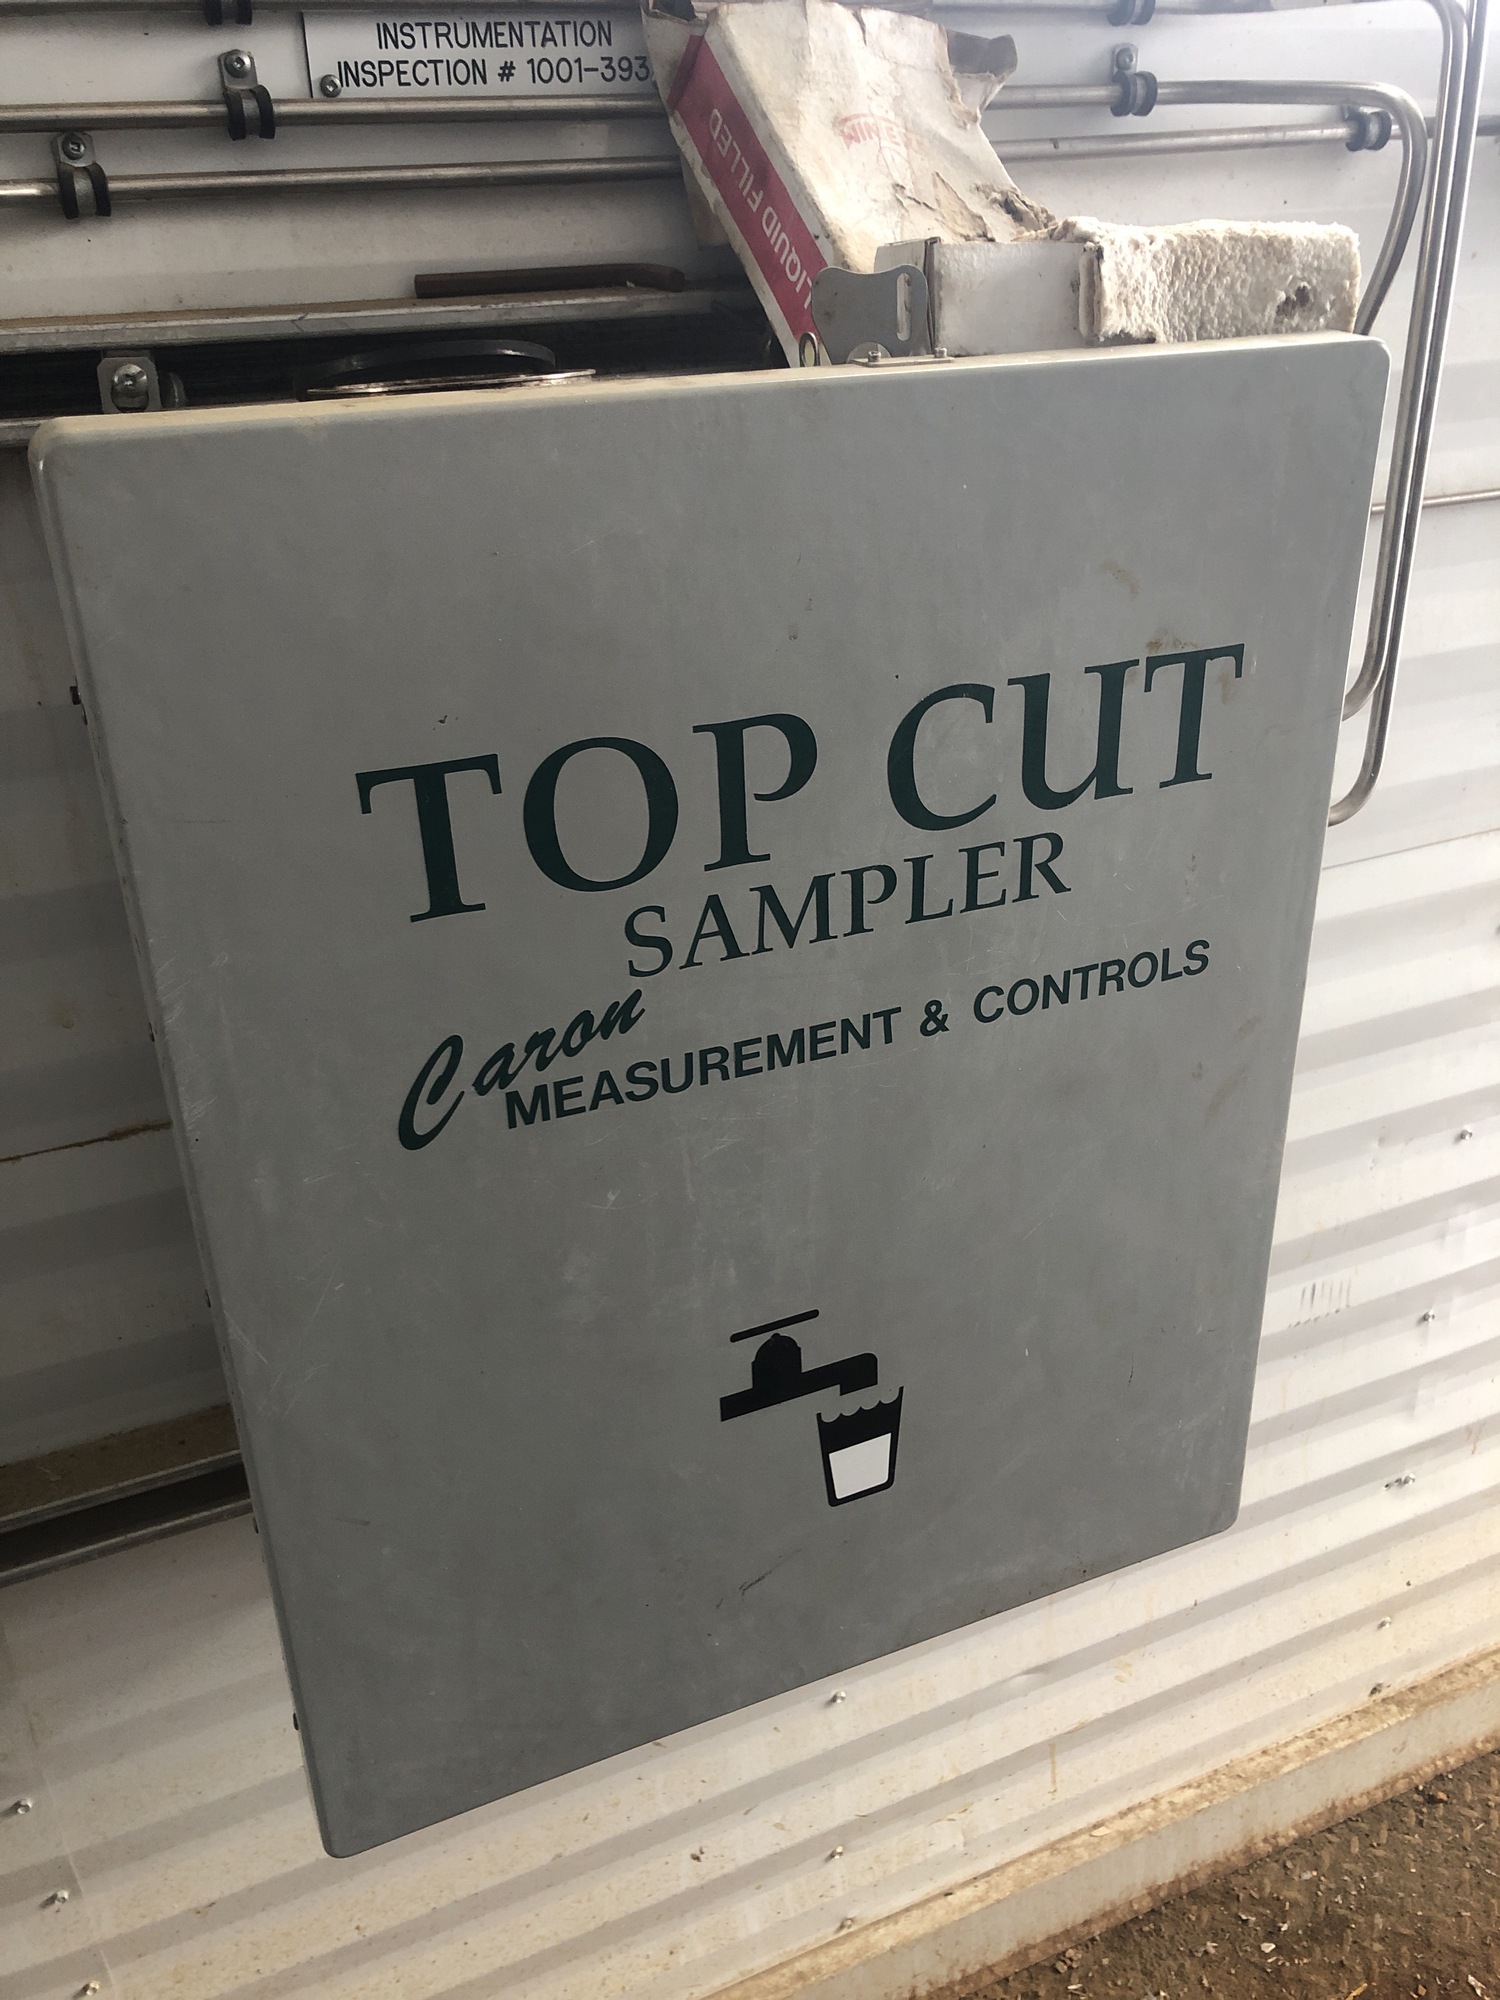 INSTRUMENTATION
INSPECTION # 1001-393
LIQUID FILLED
TOP CUT
SAMPLER
Caron
MEASUREMENT & CONTROLS